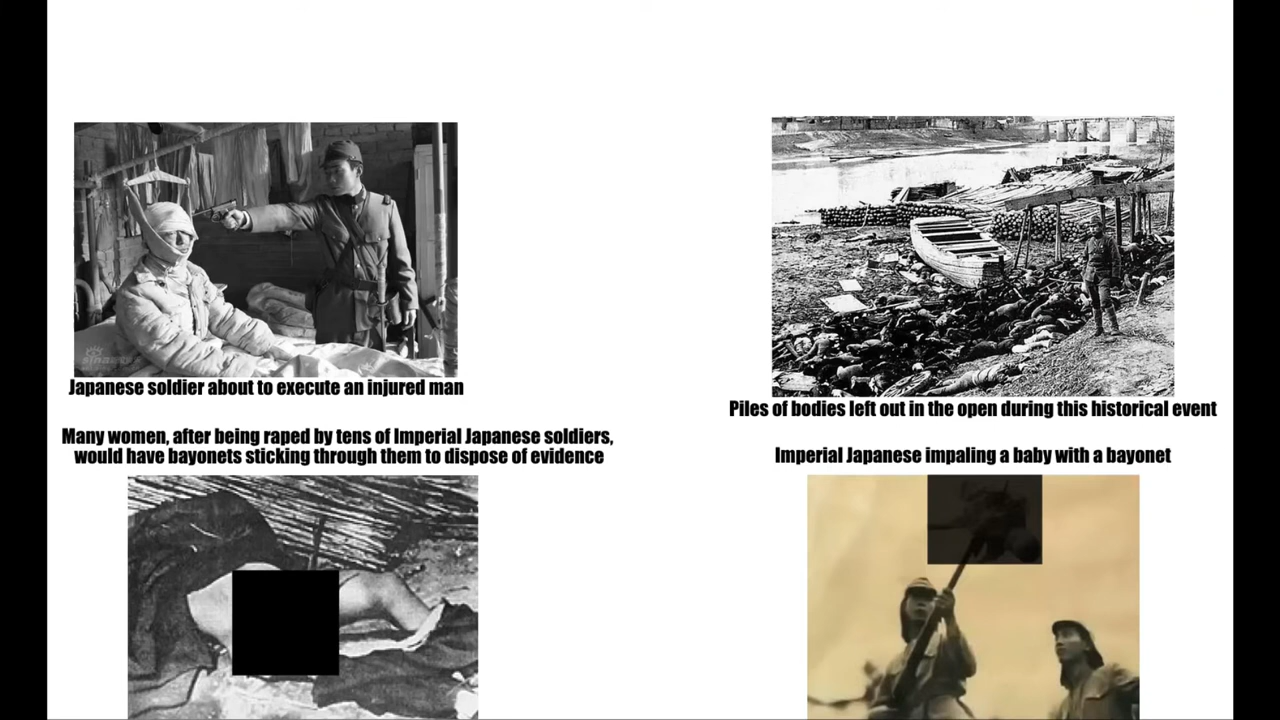 Japanese soldier about to execute an injured man
Piles of bodies left out in the open during this historical event
Many women, after being raped by tens of Imperial Japanese soldiers,
would have bayonets sticking through them to dispose of evidence
Imperial Japanese impaling a baby with a bayonet